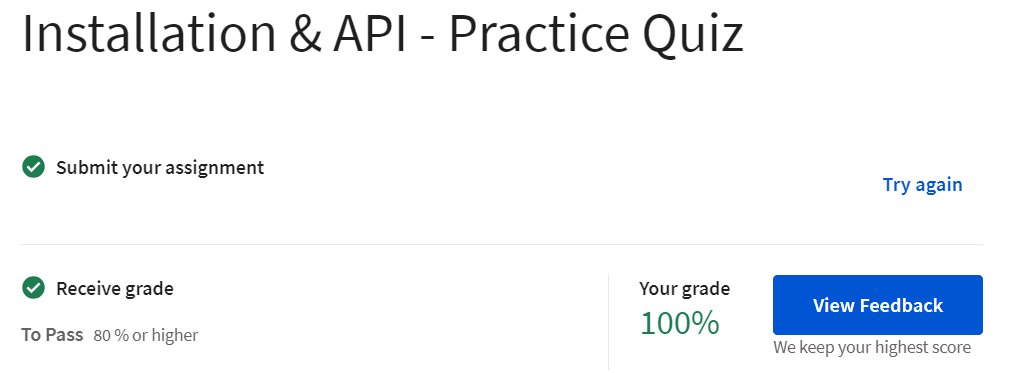 Installation & API - Practice Quiz
Submit your assignment
Try again
Receive grade
To Pass 80 % or higher
Your grade
100%
View Feedback
We keep your highest score